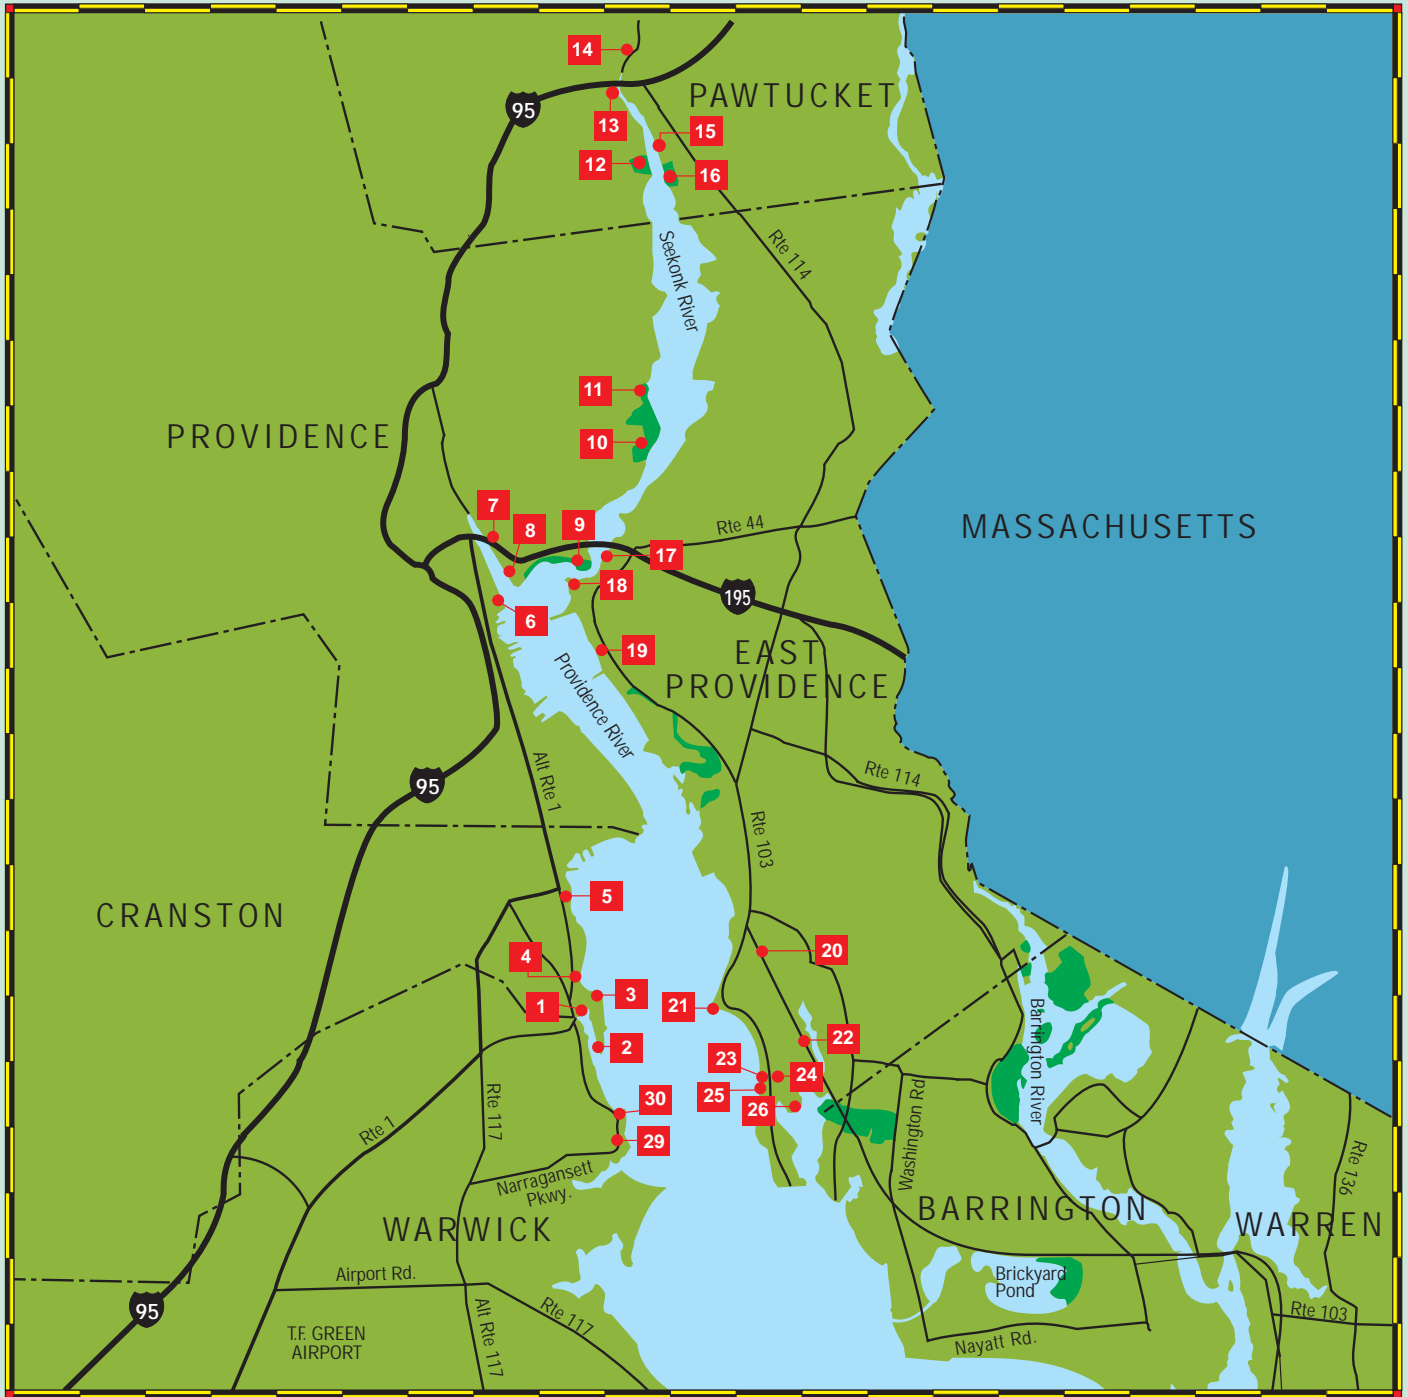 14
PAWTUCKET
95
13
15
12
16
Rte 114
Seekonk River
11
PROVIDENCE
10
7
8
9
Rte 44
MASSACHUSETTS
17
18
195
6
19
EAST
PROVIDENCE
Providence River
Alt Rte 1
95
Rte 114
Rte 103
5
CRANSTON
4
20
3
1
21
Barrington River
2
22
23
24
25
26
30
Rte 117
Rte 1
29
Washington Rd
Rte 136
Narragansett
Pkwy.
BARRINGTON
WARWICK
WARREN
Airport Rd.
Brickyard
Pond
95
Alt Rte 117
Rte 117
Rte 103
T.F. GREEN
AIRPORT
Nayatt Rd.